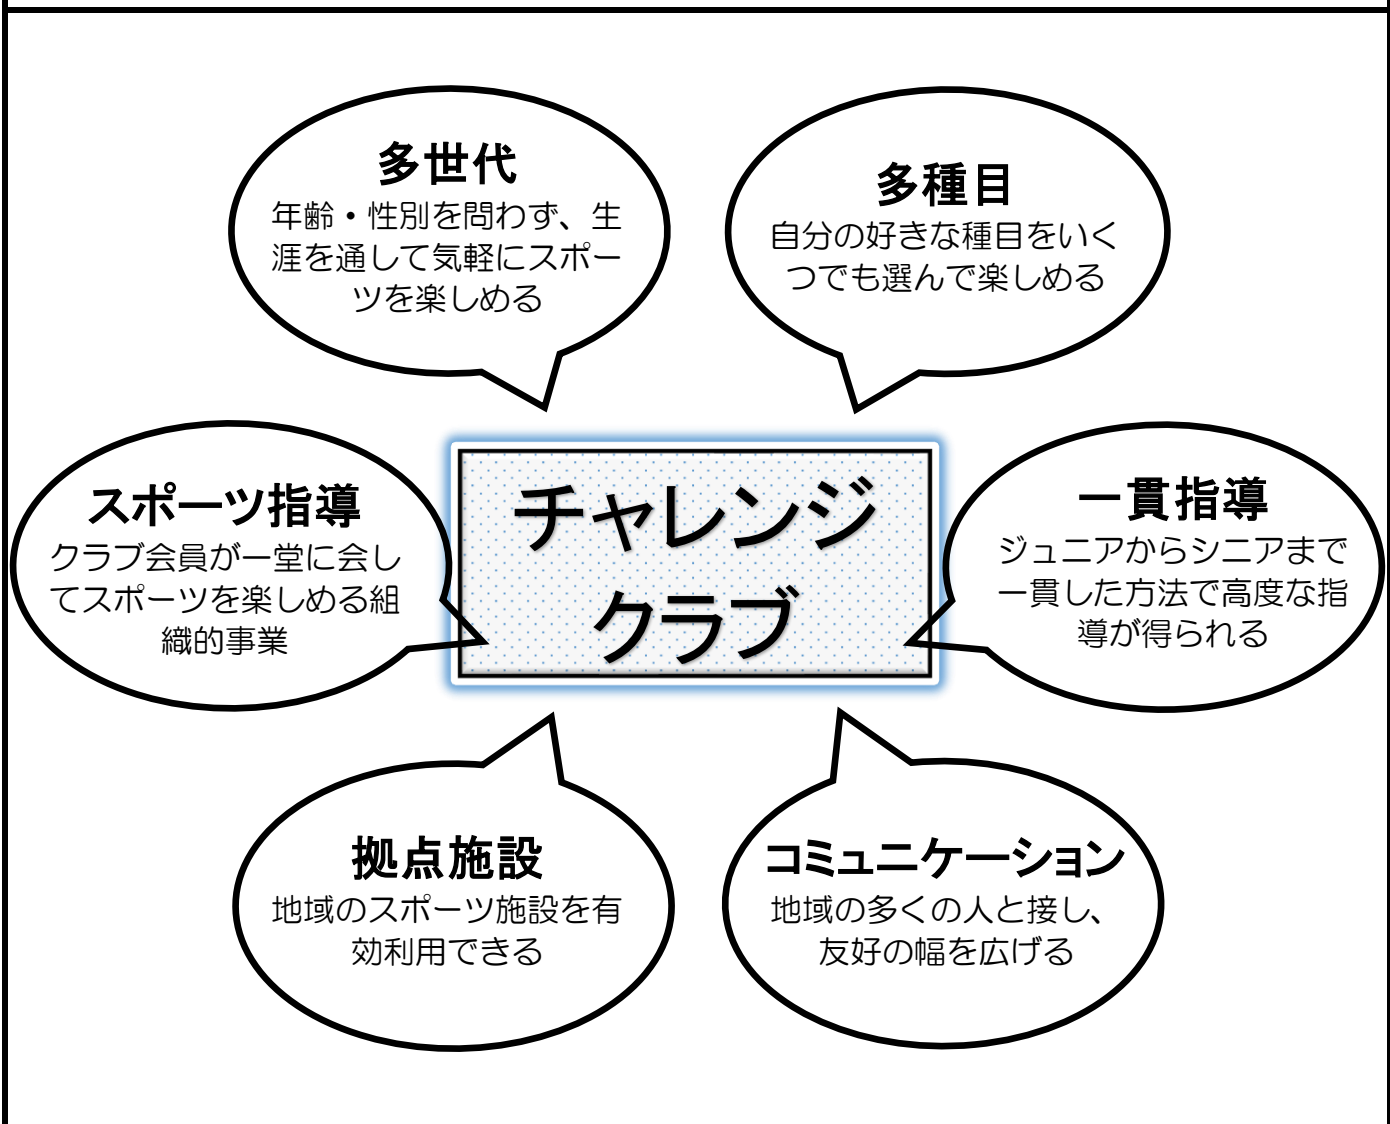 多世代
年齢・性別を問わず、生
涯を通して気軽にスポー
ツを楽しめる
多種目
自分の好きな種目をいく
つでも選んで楽しめる
スポーツ指導
クラブ会員が一堂に会し
てスポーツを楽しめる組
織的事業
チャレンジ
クラブ
一貫指導
ジュニアからシニアまで
一貫した方法で高度な指
導が得られる
拠点施設
地域のスポーツ施設を有
効利用できる
コミュニケーション
地域の多くの人と接し、
友好の幅を広げる